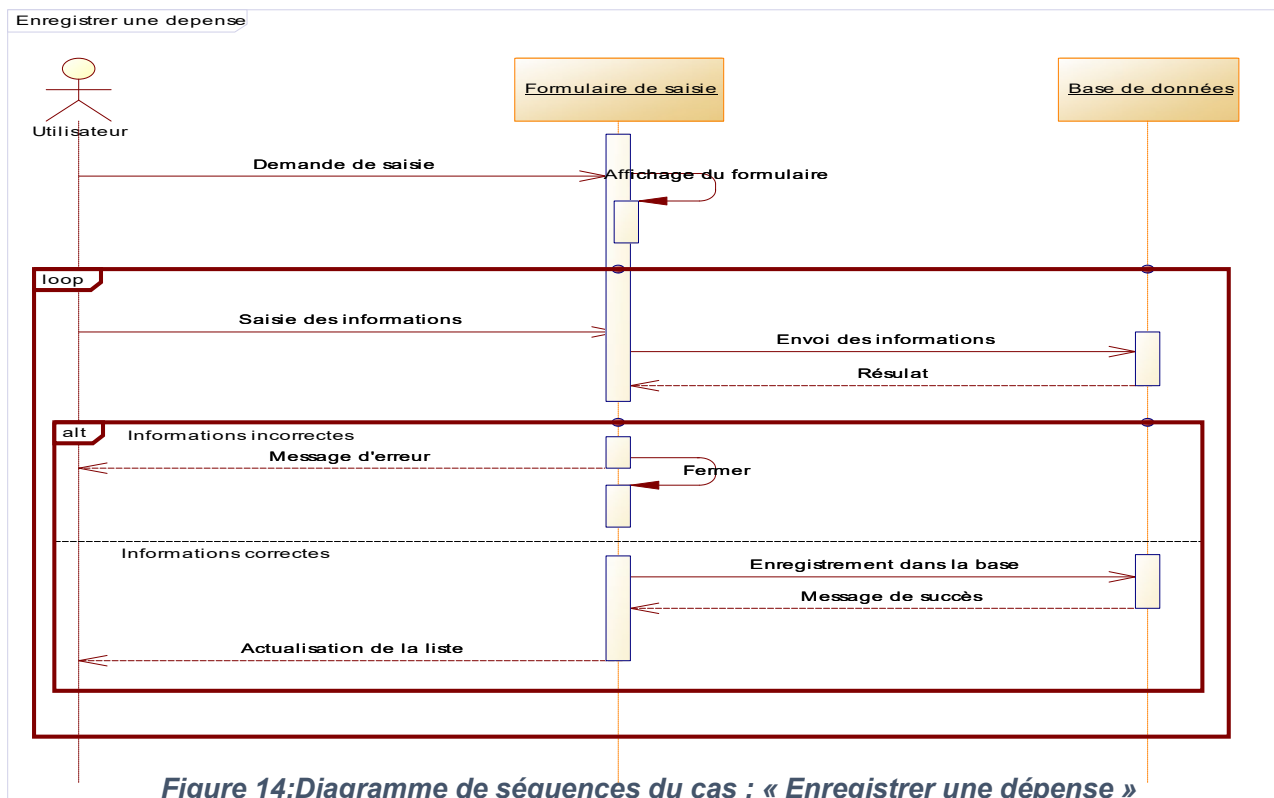 Enregistrer une depense
Utilisateur
Formulaire de saisie
Base de données
Demande de saisie
Affichage du formulaire
loop
Saisie des informations
Envoi des informations
Résulat
alt
Informations incorrectes
Message d'erreur
Fermer
Informations correctes
Enregistrement dans la base
Message de succès
Actualisation de la liste
Figure 14:Diagramme de séquences du cas : « Enregistrer une dépense »